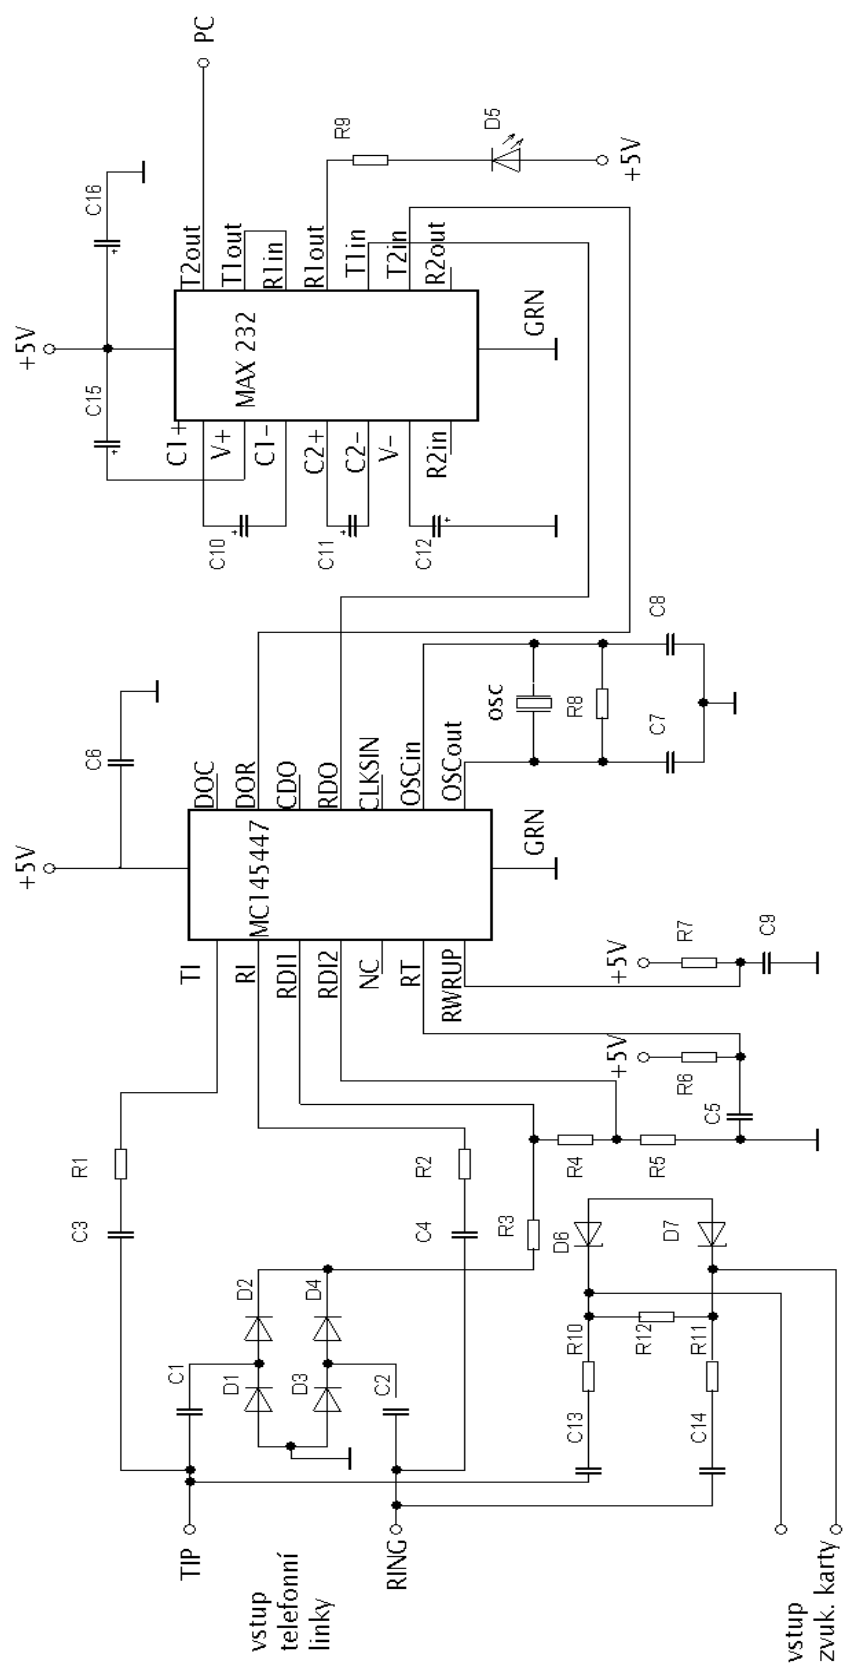 TIP
vstup
telefonní
linky
RING
vstup
zvuk. karty
C3
R1
C1
D1
D2
D3
D4
C2
C4
R2
R3
C13
R10
R12
C14
R11
D6
D7
R4
R5
C5
R6
+5V
R7
+5V
C9
+5V
C6
TI
RI
RDI1
RDI2
NC
RT
RWRUP
MC145447
DOC
DOR
CDO
RDO
CLKSIN
OSCin
OSCout
GRN
osc
R8
C7
C8
+5V
C15
C16
C10
C11
C12
C1+
V+
C1-
C2+
C2-
V-
R2in
MAX 232
T2out
T1out
R1in
R1out
T1in
T2in
R2out
GRN
PC
R9
D5
+5V